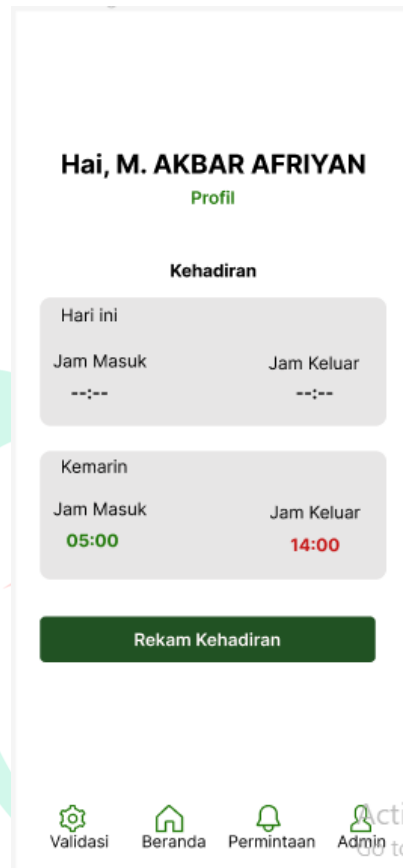 Hai, M. AKBAR AFRIYAN
Profil
Kehadiran
Hari ini
Jam Masuk Jam Keluar
--:-- --:--
Kemarin
Jam Masuk Jam Keluar
05:00 14:00
Rekam Kehadiran
Validasi Beranda Permintaan Admin